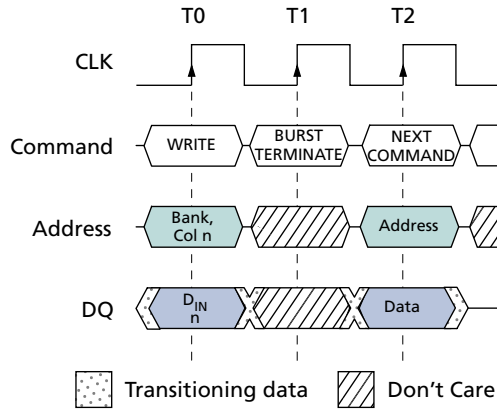 T0 T1 T2
CLK
Command WRITE BURST TERMINATE NEXT COMMAND
Address Bank, Col n Address
DQ DIN n Data
Transitioning data Don't Care